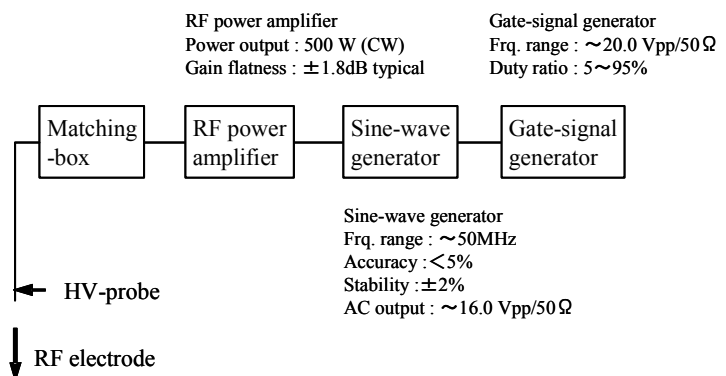 RF power amplifier
Power output : 500 W (CW)
Gain flatness : ±1.8dB typical
Gate-signal generator
Frq. range : ～20.0 Vpp/50Ω
Duty ratio : 5～95%
Matching
-box
RF power
amplifier
Sine-wave
generator
Gate-signal
generator
Sine-wave generator
Frq. range : ～50MHz
Accuracy :＜5%
Stability :±2%
AC output : ～16.0 Vpp/50Ω
HV-probe
RF electrode